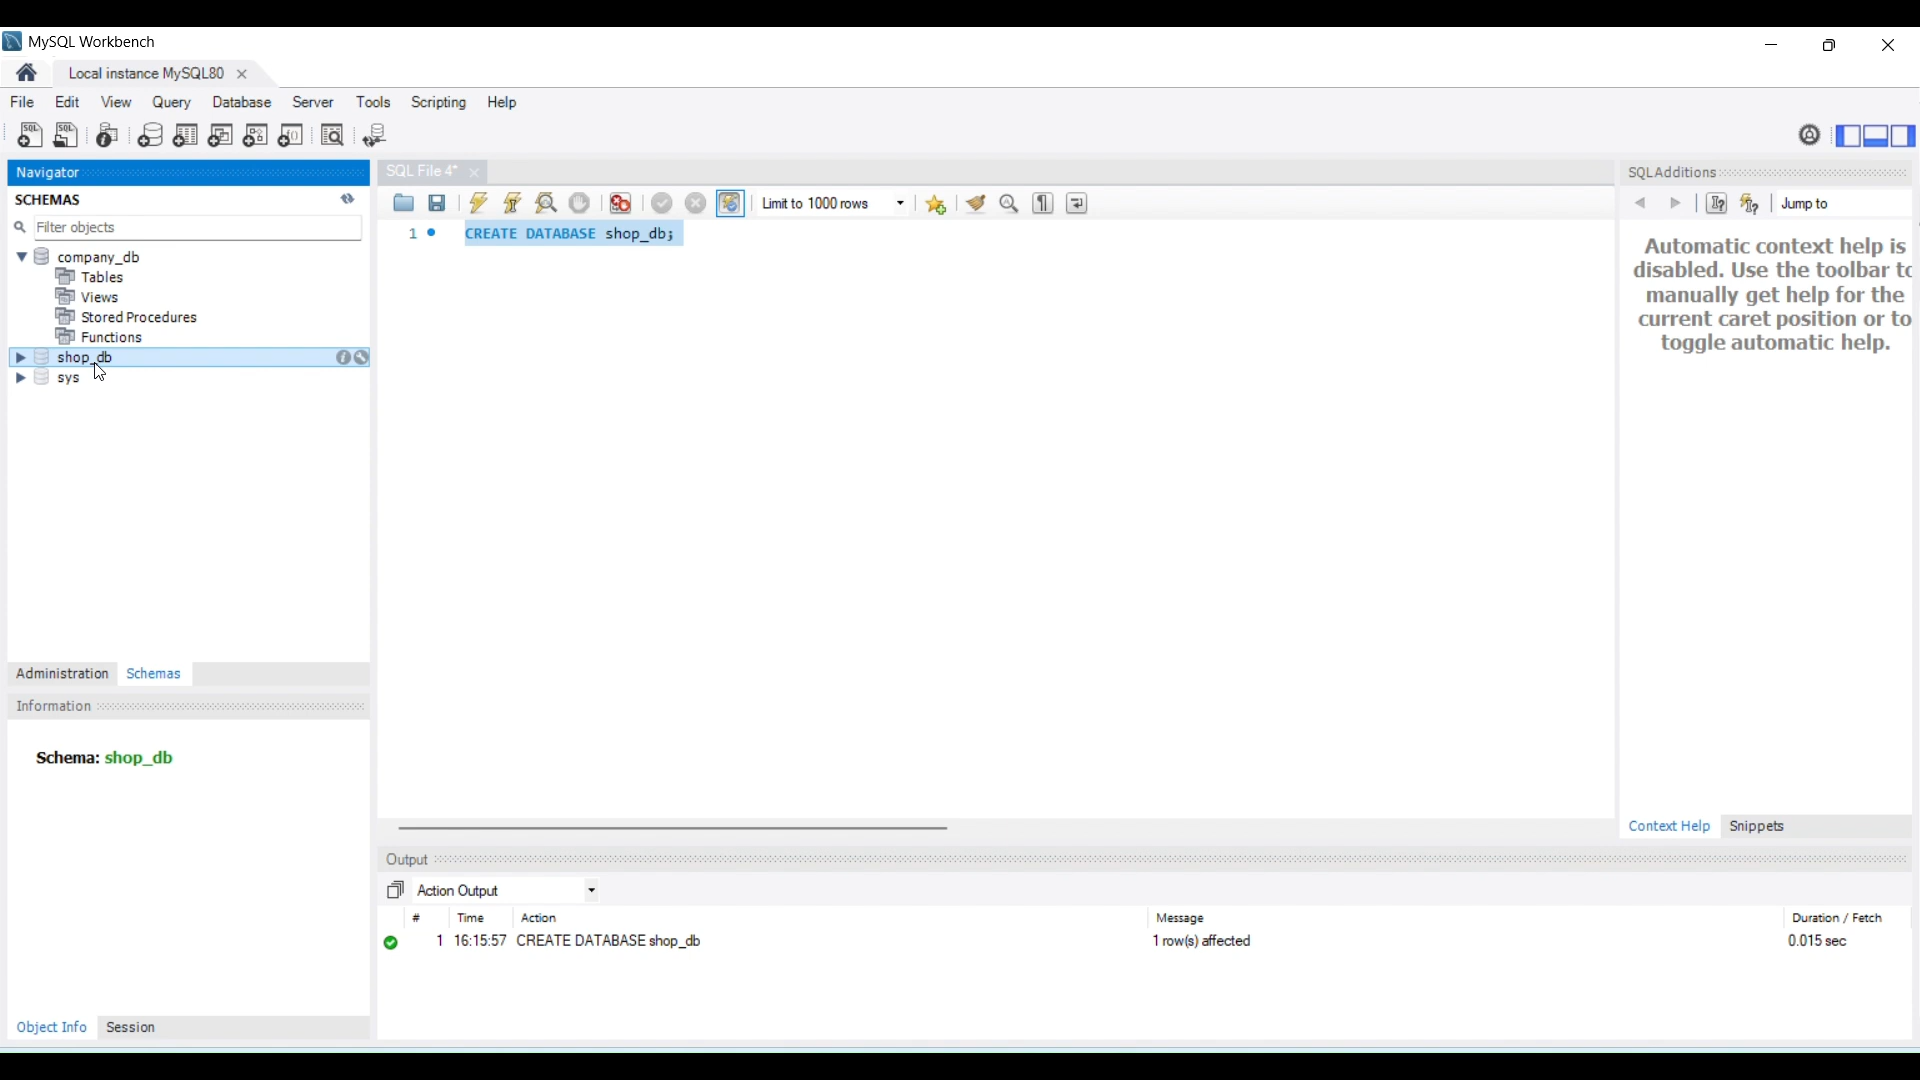 MySQL Workbench
Local instance MySQL80
File Edit View Query Database Server Tools Scripting Help
Navigator
SCHEMAS
Filter objects
company_db
Tables
Views
Stored Procedures
Functions
shop_db
sys
Administration Schemas
Information
Schema: shop_db
Object Info Session
SQL File 4*
Limit to 1000 rows
1 CREATE DATABASE shop_db;
SQLAdditions
Jump to
Automatic context help is
disabled. Use the toolbar to
manually get help for the
current caret position or to
toggle automatic help.
Context Help Snippets
Output
Action Output
# Time Action Message Duration / Fetch
1 16:15:57 CREATE DATABASE shop_db 1 row(s) affected 0.015 sec